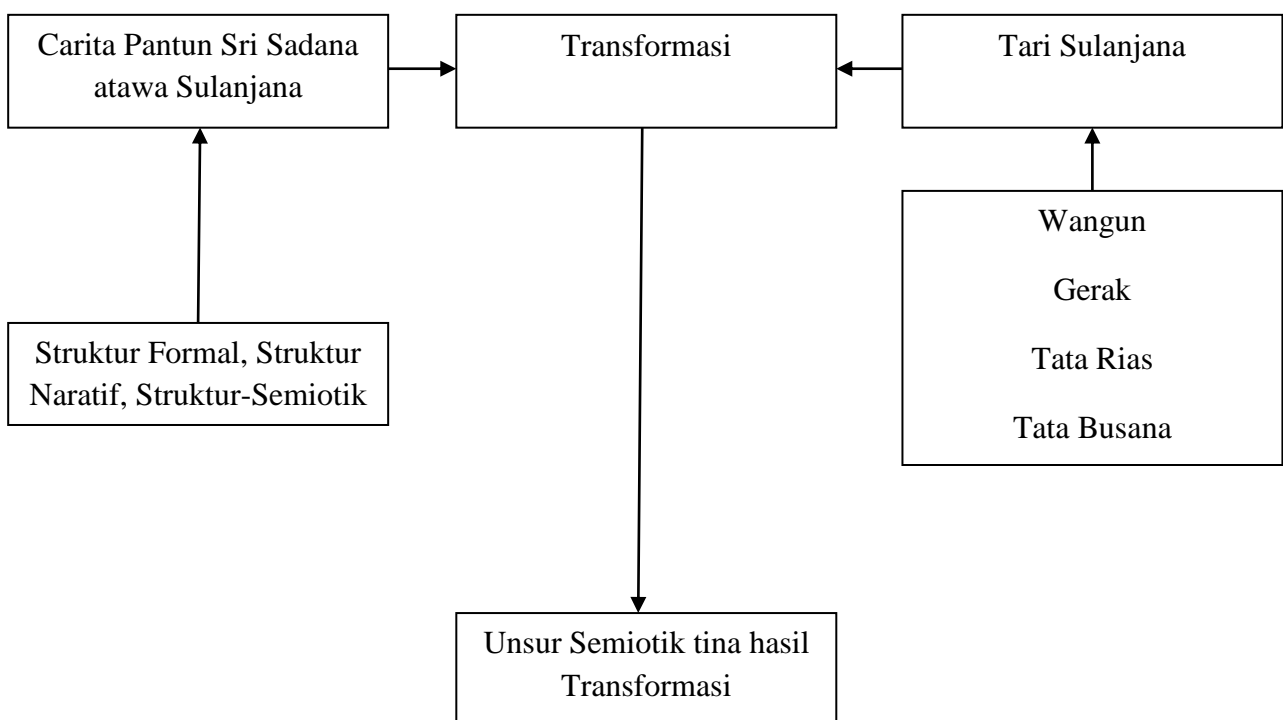 Carita Pantun Sri Sadana
atawa Sulanjana
Transformasi
Tari Sulanjana
Wangun
Gerak
Tata Rias
Tata Busana
Struktur Formal, Struktur
Naratif, Struktur-Semiotik
Unsur Semiotik tina hasil
Transformasi